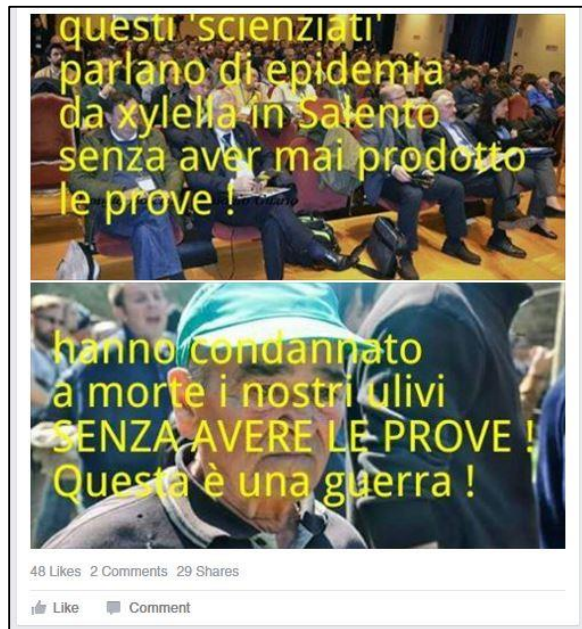 questi 'scienziati'
parlano di epidemia
da xylella in Salento
senza aver mai prodotto
le prove !
hanno condannato
a morte i nostri ulivi
SENZA AVERE LE PROVE !
Questa è una guerra !
48 Likes 2 Comments 29 Shares
Like Comment